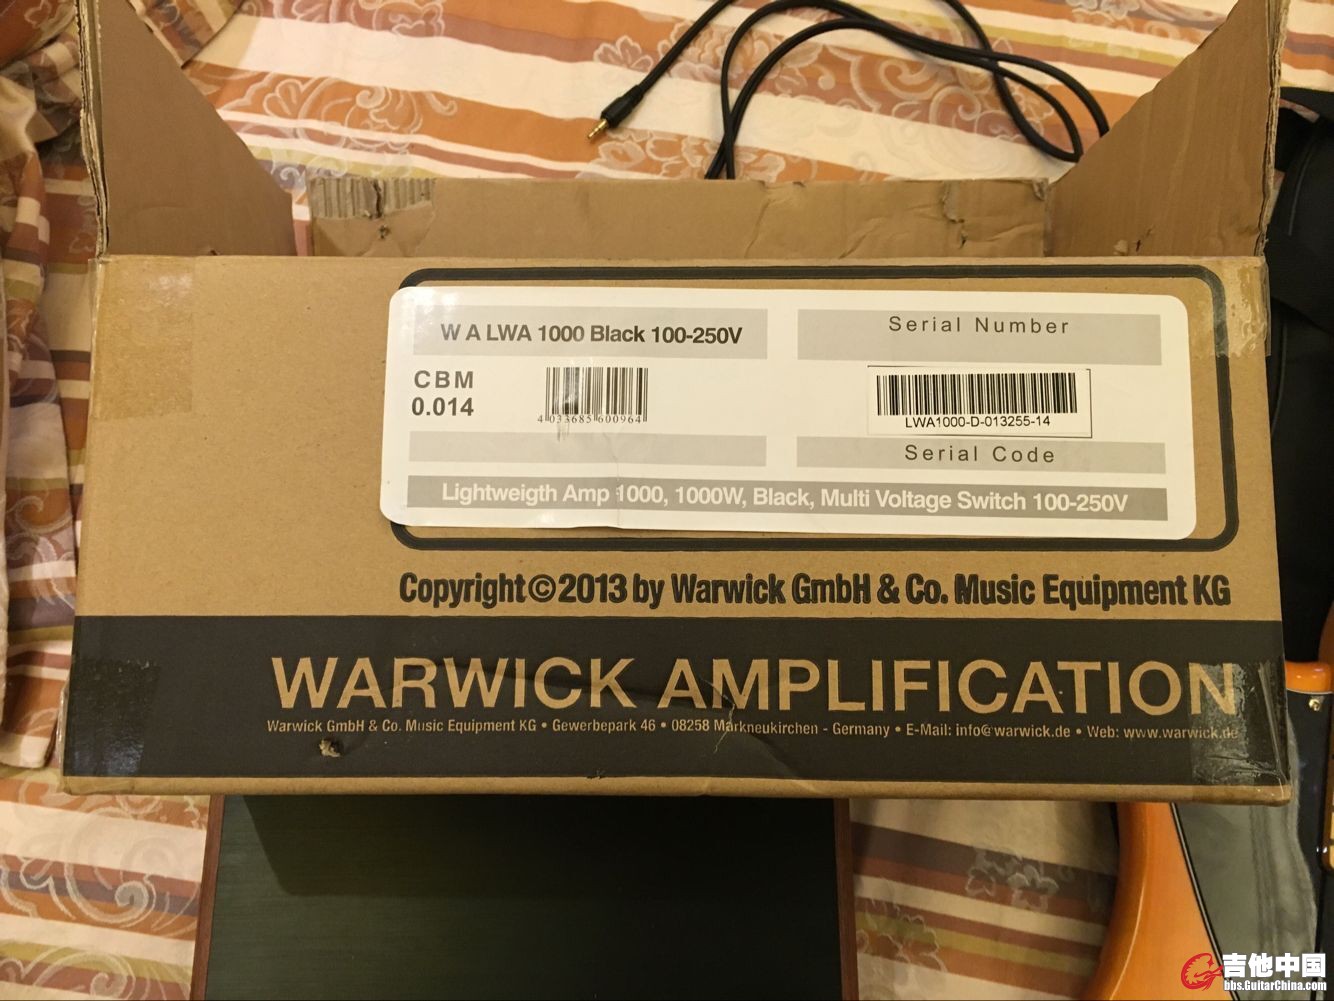 W A LWA 1000 Black 100-250V
Serial Number
CBM
0.014
4 033685 600964
LWA1000-D-013255-14
Serial Code
Lightweigth Amp 1000, 1000W, Black, Multi Voltage Switch 100-250V
Copyright©2013 by Warwick GmbH & Co. Music Equipment KG
WARWICK AMPLIFICATION
Warwick GmbH & Co. Music Equipment KG • Gewerbepark 46 • 08258 Markneukirchen - Germany • E-Mail: info@warwick.de • Web: www.warwick.de
吉他中国
bbs.GuitarChina.com